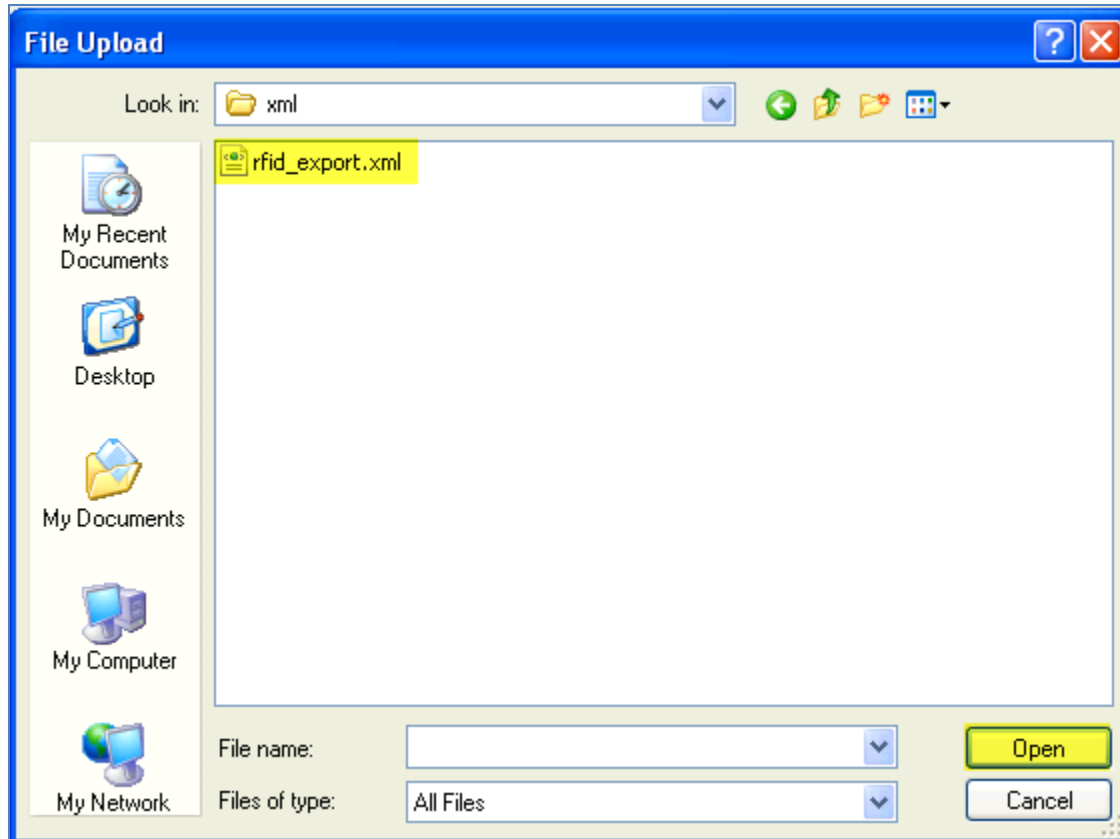 File Upload
?
Look in:
xml
rfid_export.xml
My Recent
Documents
Desktop
My Documents
My Computer
My Network
File name:
Open
Files of type:
All Files
Cancel